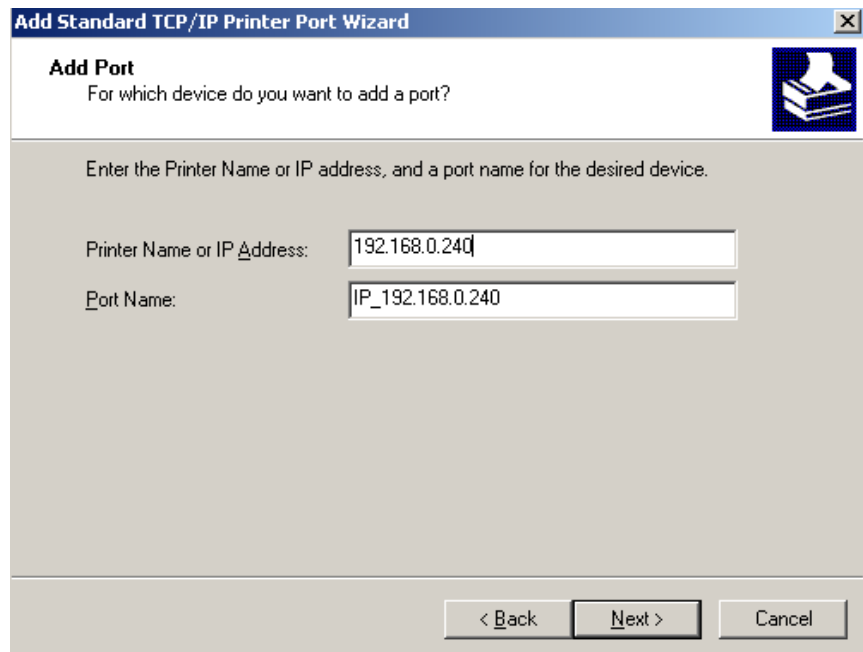 Add Standard TCP/IP Printer Port Wizard
Add Port
For which device do you want to add a port?
Enter the Printer Name or IP address, and a port name for the desired device.
Printer Name or IP Address: 192.168.0.240
Port Name: IP_192.168.0.240
< Back Next > Cancel